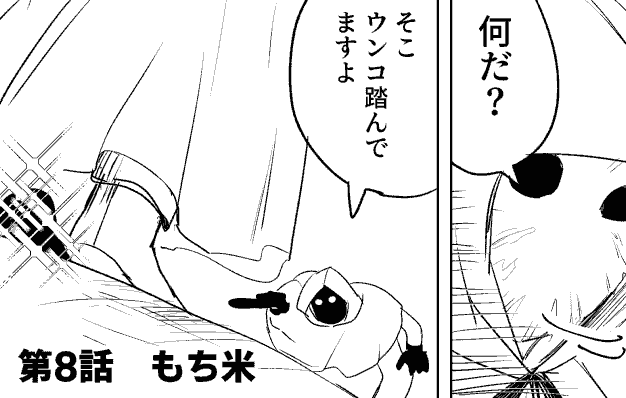 何だ？
そこ
ウンコ踏んで
ますよ
第8話　もち米